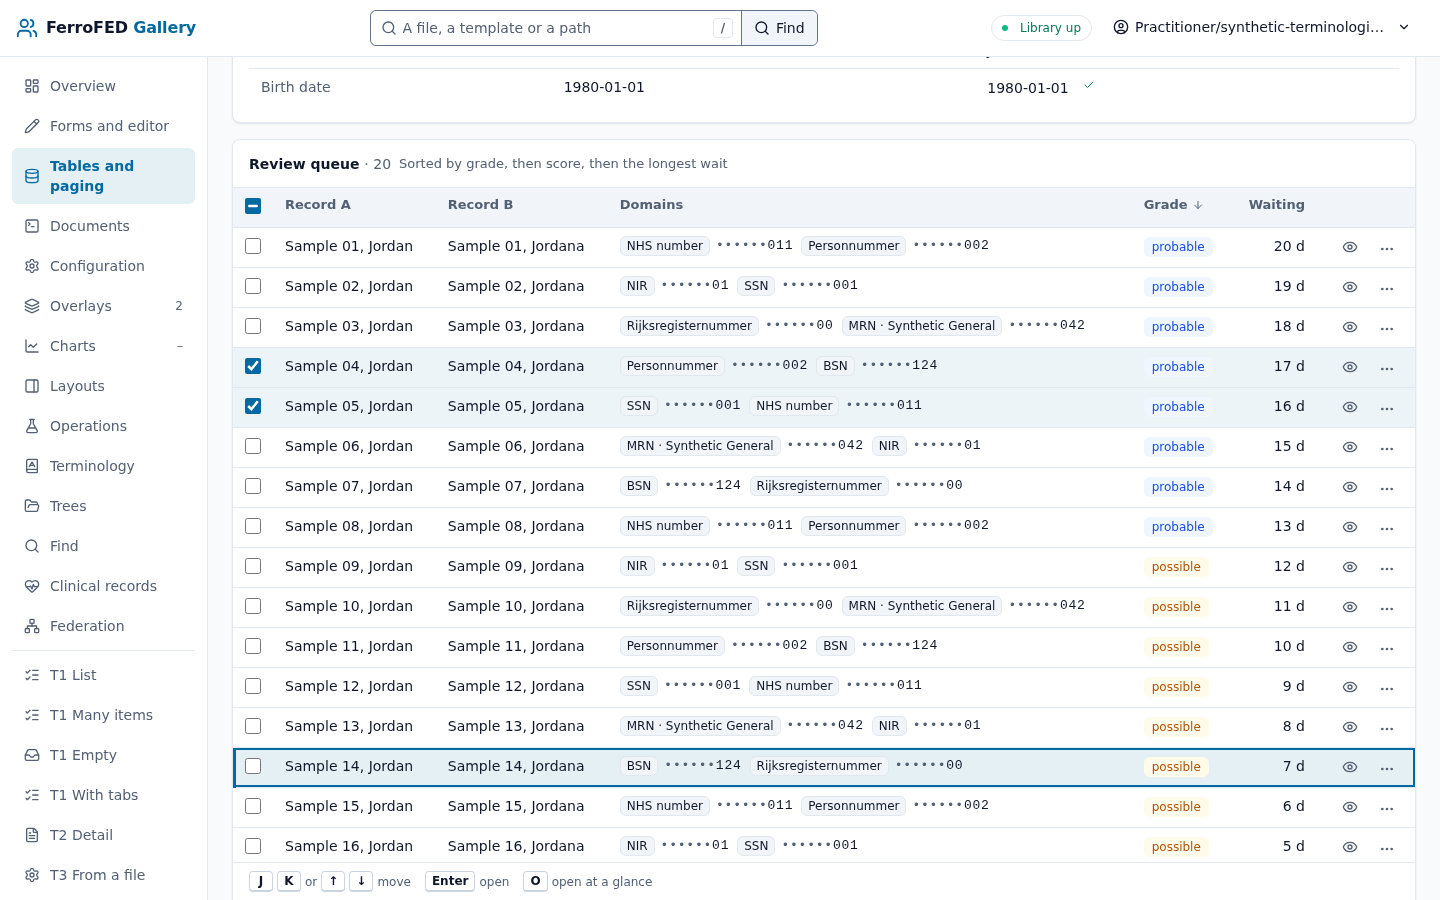 FerroFED Gallery
A file, a template or a path
/
Find
Library up
Practitioner/synthetic-terminologi...
Overview
Forms and editor
Tables and
paging
Documents
Configuration
Overlays 2
Charts –
Layouts
Operations
Terminology
Trees
Find
Clinical records
Federation
T1 List
T1 Many items
T1 Empty
T1 With tabs
T2 Detail
T3 From a file
Birth date 1980-01-01 1980-01-01
Review queue · 20 Sorted by grade, then score, then the longest wait
Record A Record B Domains Grade ↓ Waiting
Sample 01, Jordan Sample 01, Jordana NHS number ••••••011 Personnummer ••••••002 probable 20 d
Sample 02, Jordan Sample 02, Jordana NIR ••••••01 SSN ••••••001 probable 19 d
Sample 03, Jordan Sample 03, Jordana Rijksregisternummer ••••••00 MRN · Synthetic General ••••••042 probable 18 d
Sample 04, Jordan Sample 04, Jordana Personnummer ••••••002 BSN ••••••124 probable 17 d
Sample 05, Jordan Sample 05, Jordana SSN ••••••001 NHS number ••••••011 probable 16 d
Sample 06, Jordan Sample 06, Jordana MRN · Synthetic General ••••••042 NIR ••••••01 probable 15 d
Sample 07, Jordan Sample 07, Jordana BSN ••••••124 Rijksregisternummer ••••••00 probable 14 d
Sample 08, Jordan Sample 08, Jordana NHS number ••••••011 Personnummer ••••••002 probable 13 d
Sample 09, Jordan Sample 09, Jordana NIR ••••••01 SSN ••••••001 possible 12 d
Sample 10, Jordan Sample 10, Jordana Rijksregisternummer ••••••00 MRN · Synthetic General ••••••042 possible 11 d
Sample 11, Jordan Sample 11, Jordana Personnummer ••••••002 BSN ••••••124 possible 10 d
Sample 12, Jordan Sample 12, Jordana SSN ••••••001 NHS number ••••••011 possible 9 d
Sample 13, Jordan Sample 13, Jordana MRN · Synthetic General ••••••042 NIR ••••••01 possible 8 d
Sample 14, Jordan Sample 14, Jordana BSN ••••••124 Rijksregisternummer ••••••00 possible 7 d
Sample 15, Jordan Sample 15, Jordana NHS number ••••••011 Personnummer ••••••002 possible 6 d
Sample 16, Jordan Sample 16, Jordana NIR ••••••01 SSN ••••••001 possible 5 d
J K or ↑ ↓ move Enter open O open at a glance